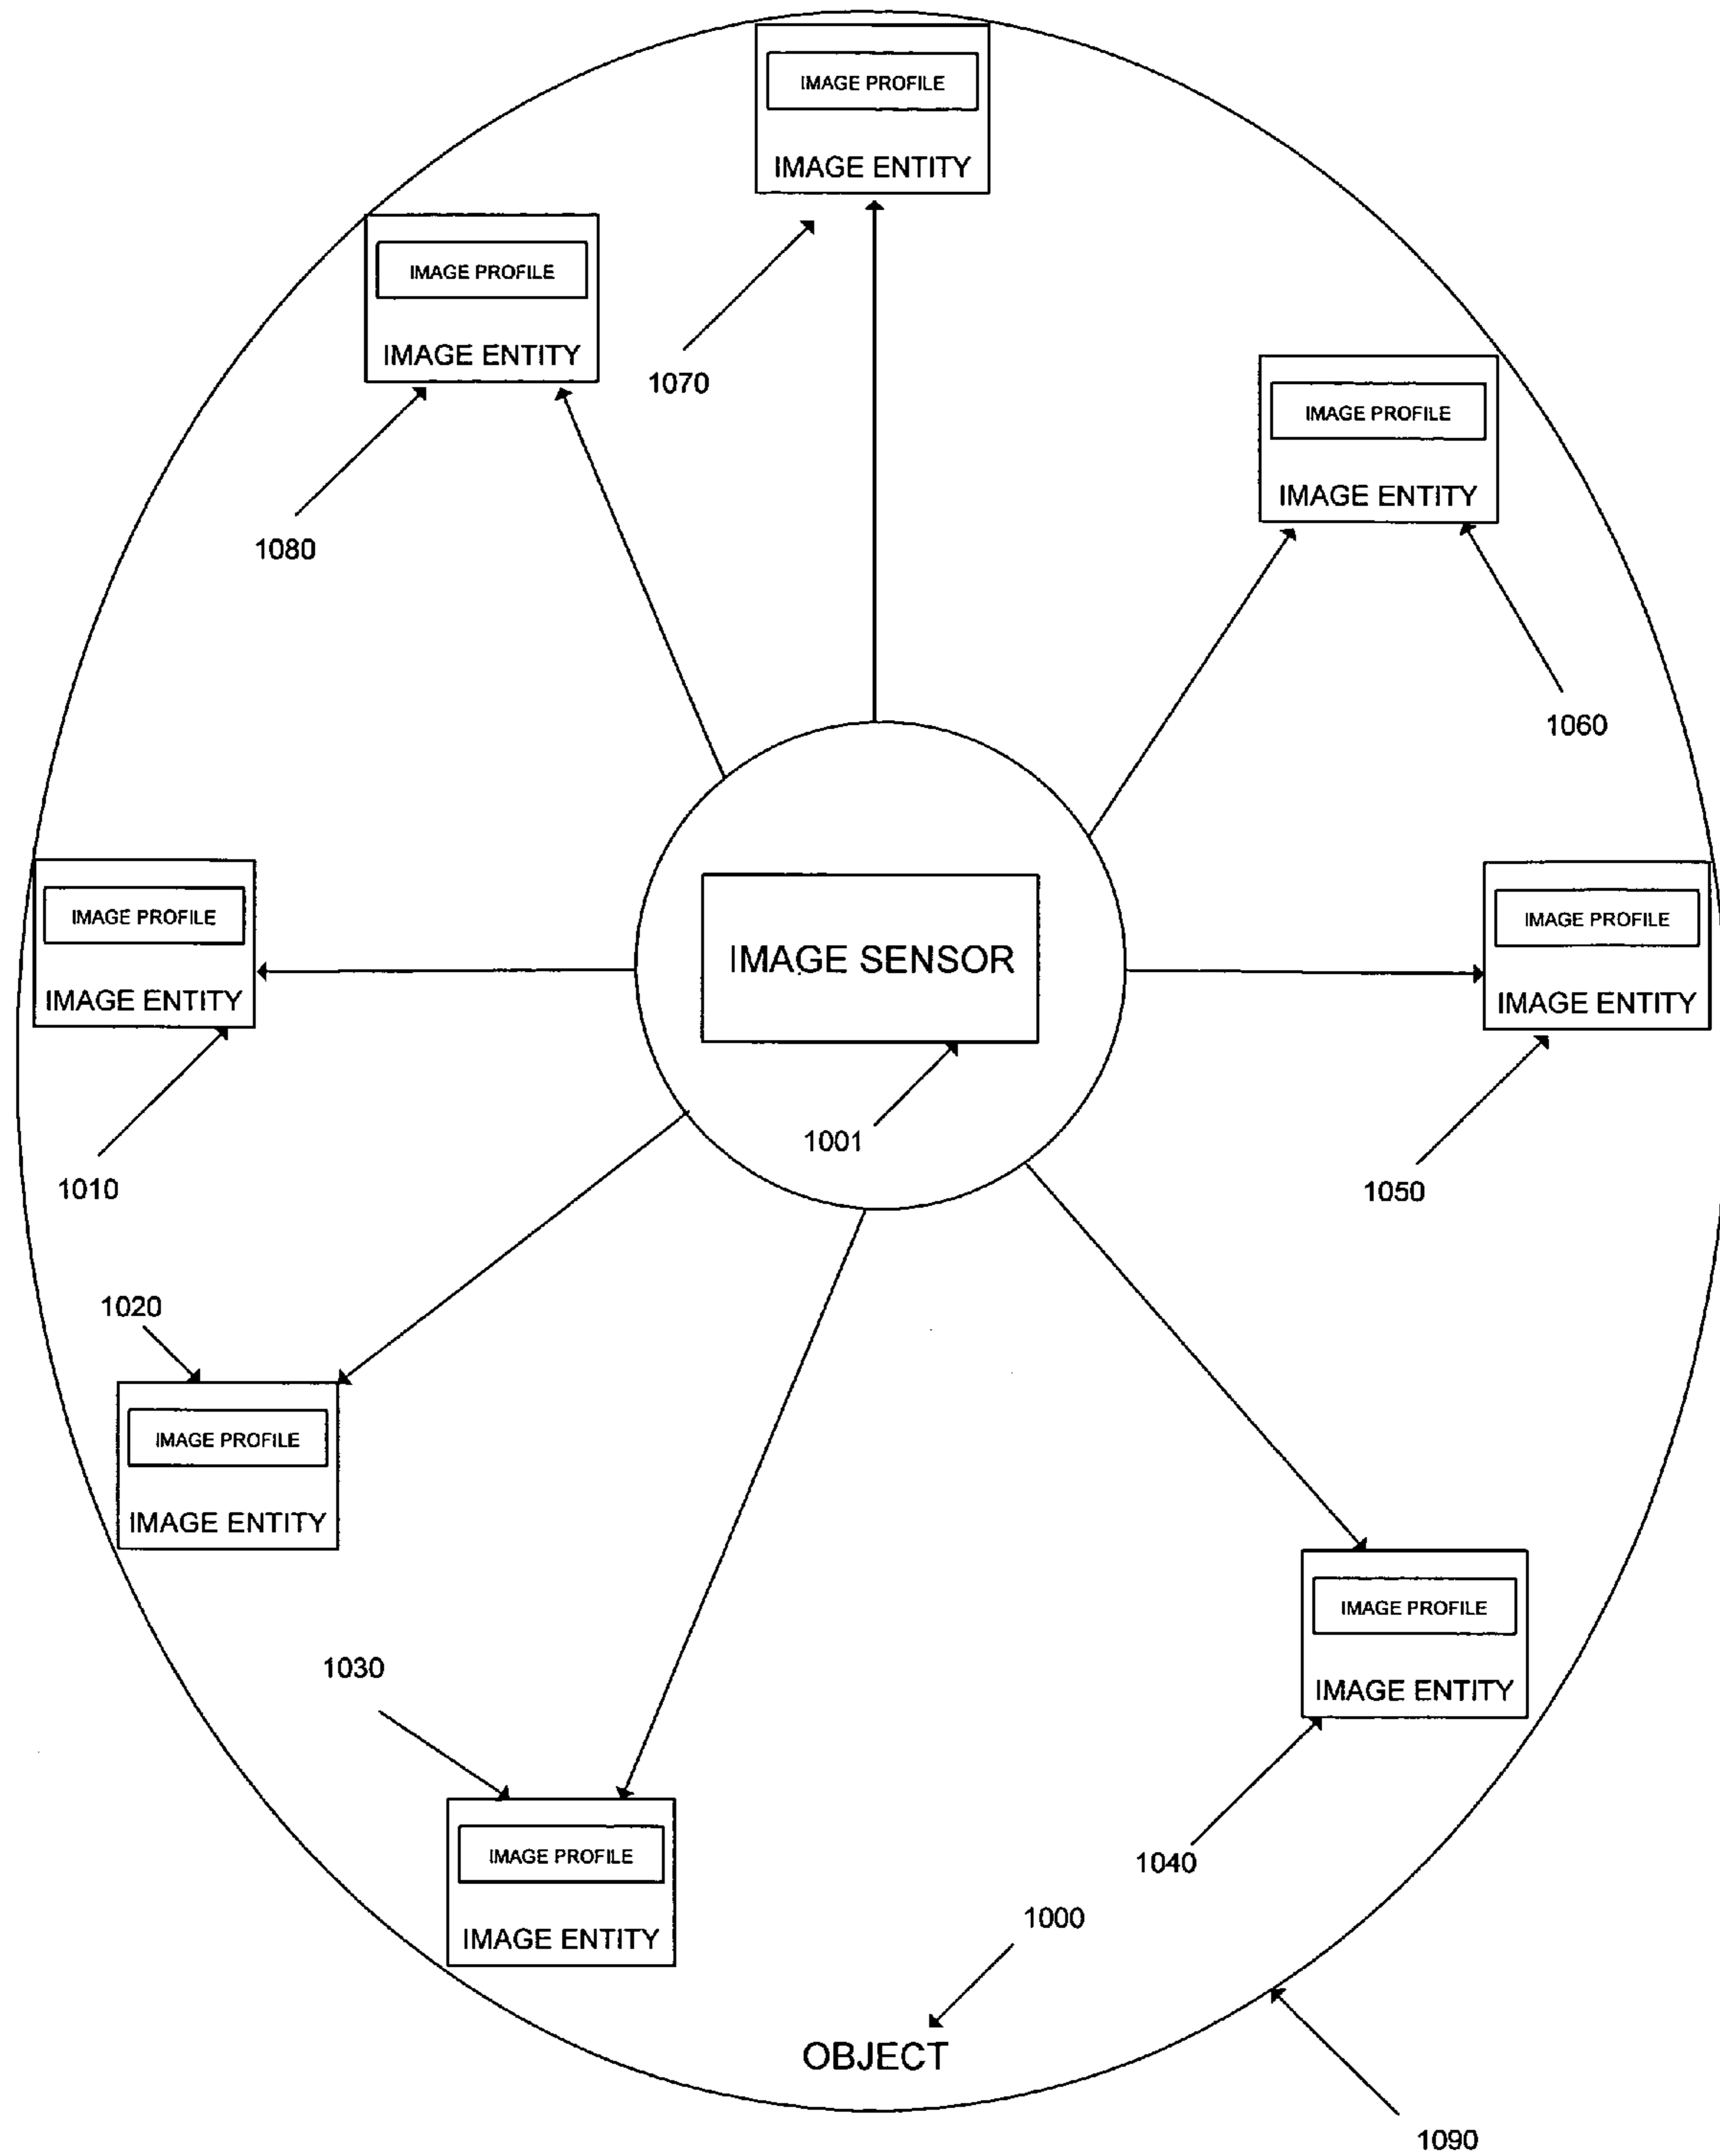 IMAGE PROFILE
IMAGE ENTITY
IMAGE PROFILE
IMAGE ENTITY
1070
IMAGE PROFILE
IMAGE ENTITY
1080
1060
IMAGE PROFILE
IMAGE ENTITY
IMAGE SENSOR
IMAGE PROFILE
IMAGE ENTITY
1001
1010
1050
1020
IMAGE PROFILE
IMAGE ENTITY
IMAGE PROFILE
IMAGE ENTITY
1030
IMAGE PROFILE
IMAGE ENTITY
1040
1000
OBJECT
1090